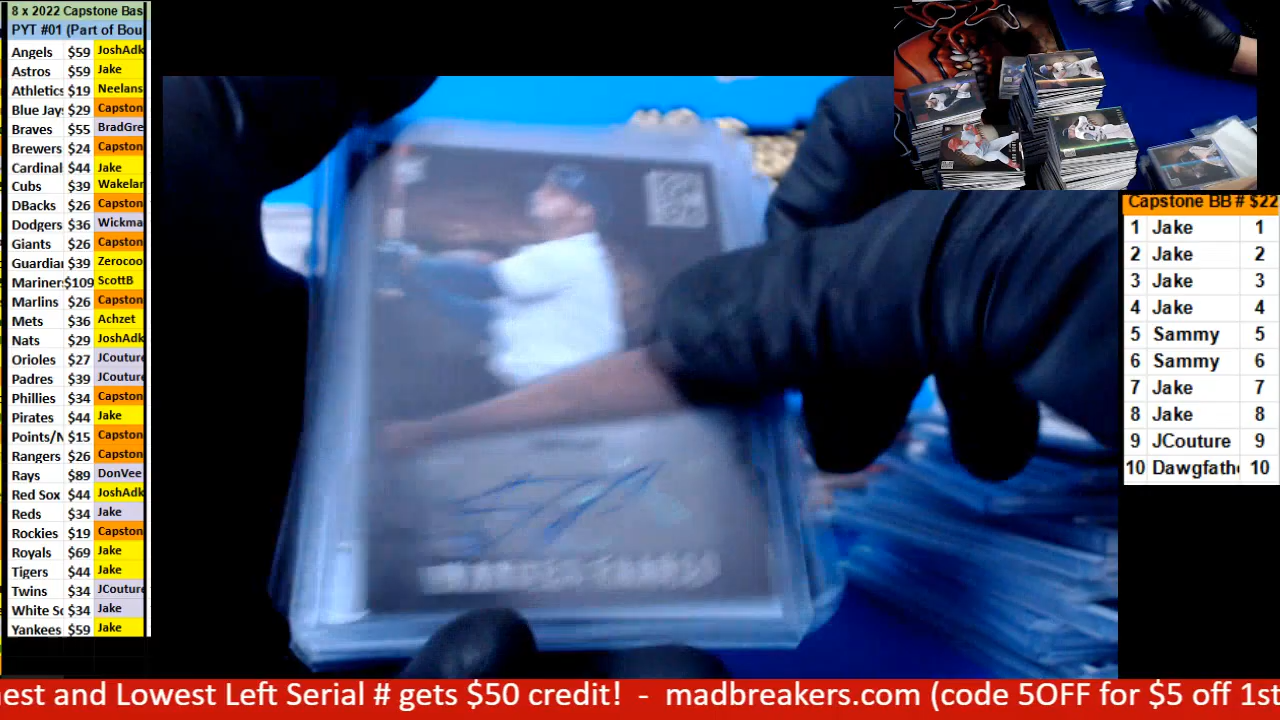 8 x 2022 Capstone Bas
PYT #01 (Part of Bou
Angels $59 JoshAdk
Astros $59 Jake
Athletics $19 Neelans
Blue Jay $29 Capston
Braves $55 BradGre
Brewers $24 Capston
Cardinal $44 Jake
Cubs $39 Wakelar
DBacks $26 Capston
Dodgers $36 Wickma
Giants $26 Capston
Guardian $39 Zerocoo
Mariner $109 ScottB
Marlins $26 Capston
Mets $36 Achzet
Nats $29 JoshAdk
Orioles $27 JCouture
Padres $39 JCouture
Phillies $34 Capston
Pirates $44 Jake
Points/N $15 Capston
Rangers $26 Capston
Rays $89 DonVee
Red Sox $44 JoshAdk
Reds $34 Jake
Rockies $19 Capston
Royals $69 Jake
Tigers $44 Jake
Twins $34 JCouture
White So $34 Jake
Yankees $59 Jake
Capstone BB # $22
1 Jake 1
2 Jake 2
3 Jake 3
4 Jake 4
5 Sammy 5
6 Sammy 6
7 Jake 7
8 Jake 8
9 JCouture 9
10 Dawgfath 10
nest and Lowest Left Serial # gets $50 credit! - madbreakers.com (code 5OFF for $5 off 1st